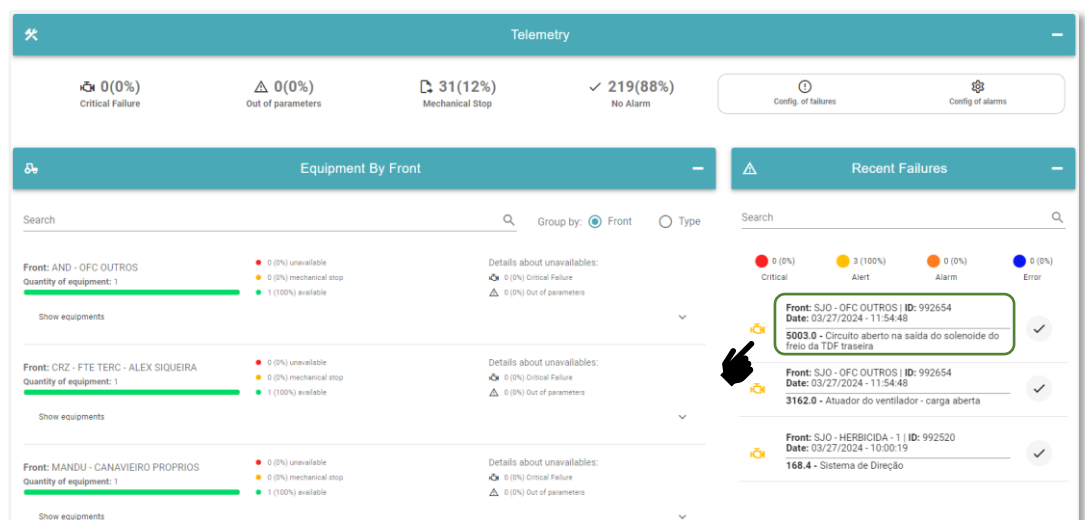 Telemetry
0(0%)
Critical Failure
0(0%)
Out of parameters
31(12%)
Mechanical Stop
219(88%)
No Alarm
Config. of failures
Config of alarms
Equipment By Front
Search
Group by: Front Type
Front: AND - OFC OUTROS
Quantity of equipment: 1
0 (0%) unavailable
0 (0%) mechanical stop
1 (100%) available
Details about unavailables:
0 (0%) Critical Failure
0 (0%) Out of parameters
Show equipments
Front: CRZ - FTE TERC - ALEX SIQUEIRA
Quantity of equipment: 1
0 (0%) unavailable
0 (0%) mechanical stop
1 (100%) available
Details about unavailables:
0 (0%) Critical Failure
0 (0%) Out of parameters
Show equipments
Front: MANDU - CANAVIEIRO PROPRIOS
Quantity of equipment: 1
0 (0%) unavailable
0 (0%) mechanical stop
1 (100%) available
Details about unavailables:
0 (0%) Critical Failure
0 (0%) Out of parameters
Show equipments
Recent Failures
Search
0 (0%)
Critical
3 (100%)
Alert
0 (0%)
Alarm
0 (0%)
Error
Front: SJO - OFC OUTROS | ID: 992654
Date: 03/27/2024 - 11:54:48
5003.0 - Circuito aberto na saída do solenoide do
freio da TDF traseira
Front: SJO - OFC OUTROS | ID: 992654
Date: 03/27/2024 - 11:54:48
3162.0 - Atuador do ventilador - carga aberta
Front: SJO - HERBICIDA - 1 | ID: 992520
Date: 03/27/2024 - 10:00:19
168.4 - Sistema de Direção